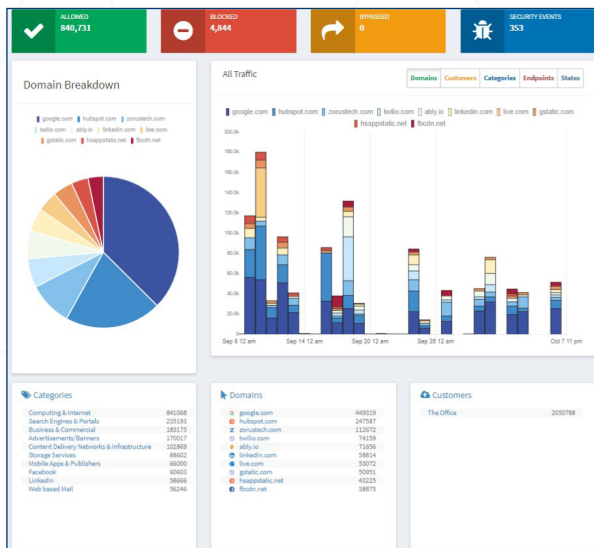 ALLOWED
840,731
BLOCKED
4,844
BYPASSED
0
SECURITY EVENTS
353
Domain Breakdown
google.com hubspot.com zorustech.com
twilio.com ably.io linkedin.com live.com
gstatic.com hsappstatic.net fbcdn.net
All Traffic
Domains Customers Categories Endpoints States
google.com hubspot.com zorustech.com twilio.com ably.io linkedin.com live.com gstatic.com
hsappstatic.net fbcdn.net
200.0k
180.0k
160.0k
140.0k
120.0k
100.0k
80.0k
60.0k
40.0k
20.0k
0
Sep 8 12 am Sep 14 12 am Sep 20 12 am Sep 26 12 am Oct 7 11 pm
Categories
Computing & Internet 841068
Search Engines & Portals 235193
Business & Commercial 183175
Advertisements/Banners 170017
Content Delivery Networks & Infrastructure 102869
Storage Services 88602
Mobile Apps & Publishers 66000
Facebook 60603
LinkedIn 58666
Web based Mail 56246
Domains
google.com 449319
hubspot.com 247587
zorustech.com 112672
twilio.com 74159
ably.io 71656
linkedin.com 58814
live.com 53072
gstatic.com 50951
hsappstatic.net 43225
fbcdn.net 38875
Customers
The Office 2050788